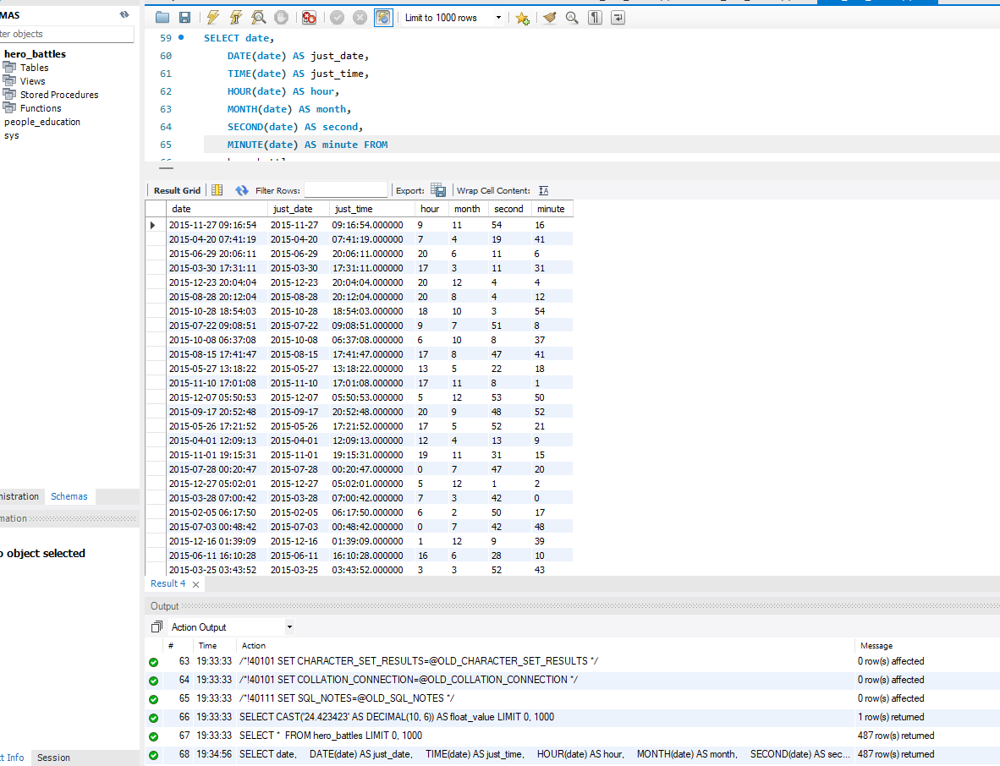 MAS
ter objects
hero_battles
Tables
Views
Stored Procedures
Functions
people_education
sys
nistration Schemas
mation
o object selected
t Info Session
Limit to 1000 rows
59 SELECT date,
60 DATE(date) AS just_date,
61 TIME(date) AS just_time,
62 HOUR(date) AS hour,
63 MONTH(date) AS month,
64 SECOND(date) AS second,
65 MINUTE(date) AS minute FROM
Result Grid Filter Rows: Export: Wrap Cell Content:
date just_date just_time hour month second minute
2015-11-27 09:16:54 2015-11-27 09:16:54.000000 9 11 54 16
2015-04-20 07:41:19 2015-04-20 07:41:19.000000 7 4 19 41
2015-06-29 20:06:11 2015-06-29 20:06:11.000000 20 6 11 6
2015-03-30 17:31:11 2015-03-30 17:31:11.000000 17 3 11 31
2015-12-23 20:04:04 2015-12-23 20:04:04.000000 20 12 4 4
2015-08-28 20:12:04 2015-08-28 20:12:04.000000 20 8 4 12
2015-10-28 18:54:03 2015-10-28 18:54:03.000000 18 10 3 54
2015-07-22 09:08:51 2015-07-22 09:08:51.000000 9 7 51 8
2015-10-08 06:37:08 2015-10-08 06:37:08.000000 6 10 8 37
2015-08-15 17:41:47 2015-08-15 17:41:47.000000 17 8 47 41
2015-05-27 13:18:22 2015-05-27 13:18:22.000000 13 5 22 18
2015-11-10 17:01:08 2015-11-10 17:01:08.000000 17 11 8 1
2015-12-07 05:50:53 2015-12-07 05:50:53.000000 5 12 53 50
2015-09-17 20:52:48 2015-09-17 20:52:48.000000 20 9 48 52
2015-05-26 17:21:52 2015-05-26 17:21:52.000000 17 5 52 21
2015-04-01 12:09:13 2015-04-01 12:09:13.000000 12 4 13 9
2015-11-01 19:15:31 2015-11-01 19:15:31.000000 19 11 31 15
2015-07-28 00:20:47 2015-07-28 00:20:47.000000 0 7 47 20
2015-12-27 05:02:01 2015-12-27 05:02:01.000000 5 12 1 2
2015-03-28 07:00:42 2015-03-28 07:00:42.000000 7 3 42 0
2015-02-05 06:17:50 2015-02-05 06:17:50.000000 6 2 50 17
2015-07-03 00:48:42 2015-07-03 00:48:42.000000 0 7 42 48
2015-12-16 01:39:09 2015-12-16 01:39:09.000000 1 12 9 39
2015-06-11 16:10:28 2015-06-11 16:10:28.000000 16 6 28 10
2015-03-25 03:43:52 2015-03-25 03:43:52.000000 3 3 52 43
Result 4
Output
Action Output
# Time Action Message
63 19:33:33 /*!40101 SET CHARACTER_SET_RESULTS=@OLD_CHARACTER_SET_RESULTS */ 0 row(s) affected
64 19:33:33 /*!40101 SET COLLATION_CONNECTION=@OLD_COLLATION_CONNECTION */ 0 row(s) affected
65 19:33:33 /*!40111 SET SQL_NOTES=@OLD_SQL_NOTES */ 0 row(s) affected
66 19:33:33 SELECT CAST('24.423423' AS DECIMAL(10, 6)) AS float_value LIMIT 0, 1000 1 row(s) returned
67 19:33:33 SELECT * FROM hero_battles LIMIT 0, 1000 487 row(s) returned
68 19:34:56 SELECT date, DATE(date) AS just_date, TIME(date) AS just_time, HOUR(date) AS hour, MONTH(date) AS month, SECOND(date) AS sec... 487 row(s) returned